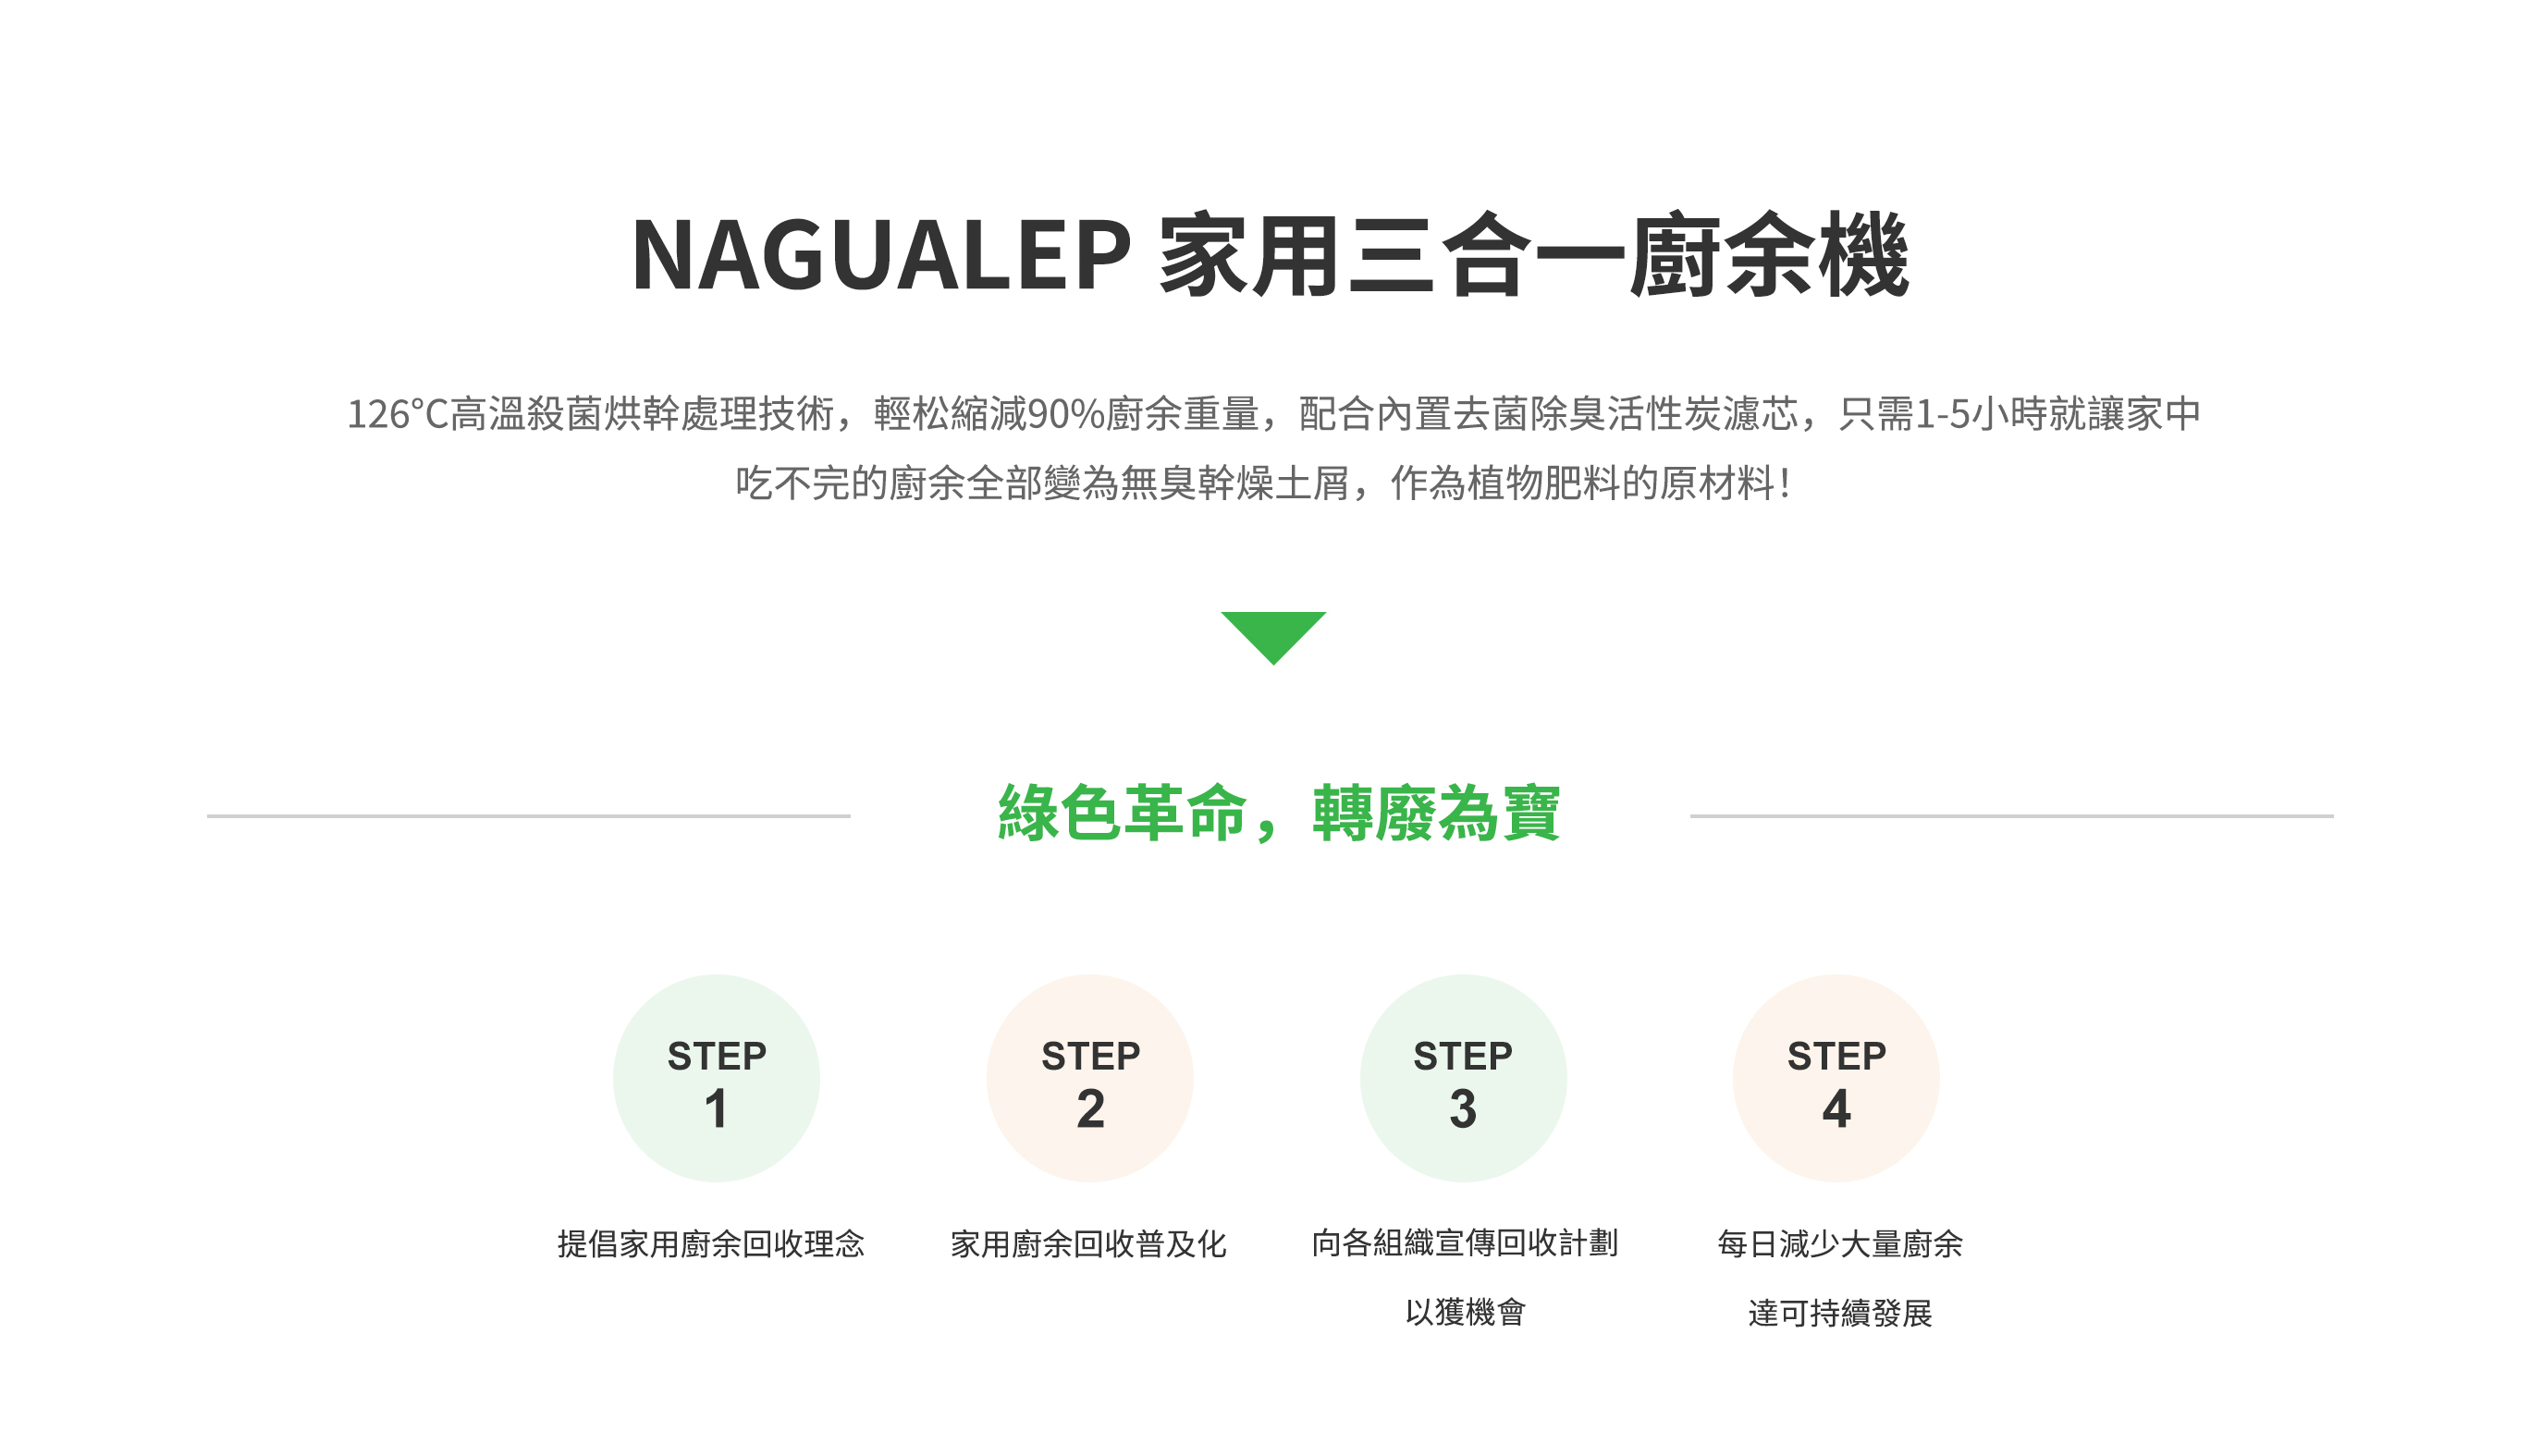 NAGUALEP 家用三合一廚余機
126°C高溫殺菌烘幹處理技術，輕松縮減90%廚余重量，配合內置去菌除臭活性炭濾芯，只需1-5小時就讓家中
吃不完的廚余全部變為無臭幹燥土屑，作為植物肥料的原材料！
綠色革命，轉廢為寶
STEP
1
STEP
2
STEP
3
STEP
4
提倡家用廚余回收理念
家用廚余回收普及化
向各組織宣傳回收計劃
以獲機會
每日減少大量廚余
達可持續發展